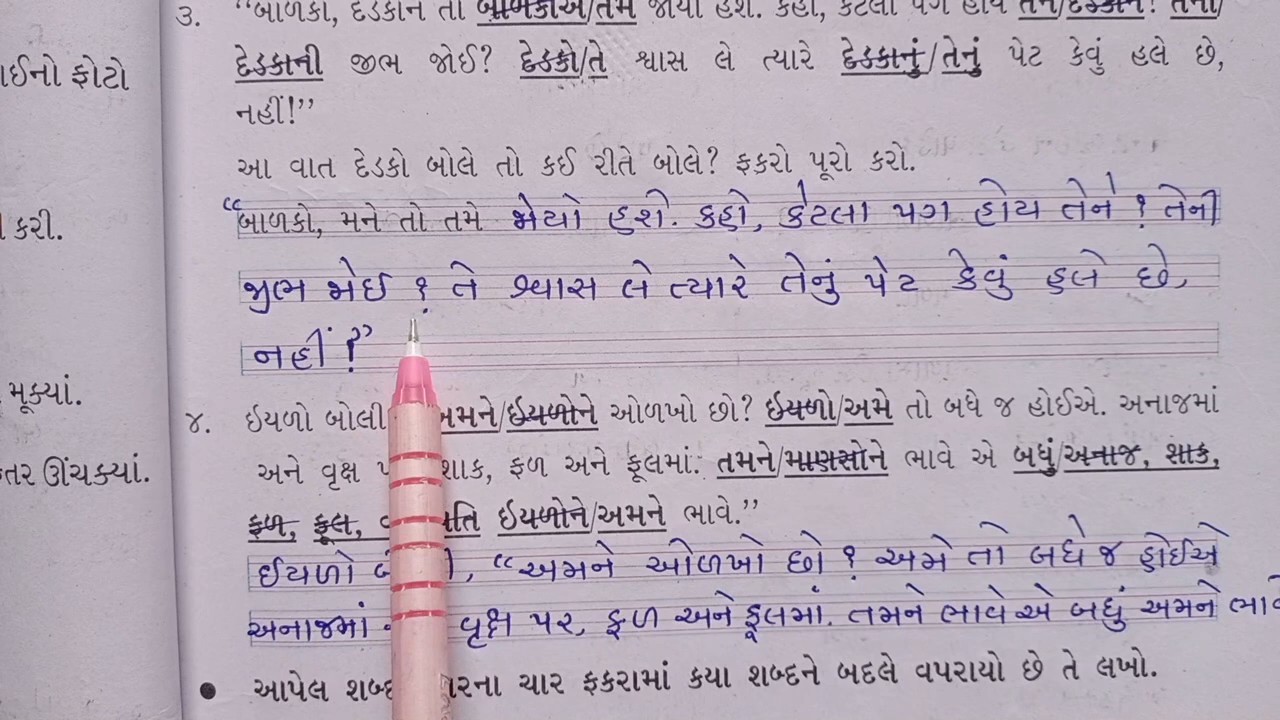 ૩. “બાળકો, દેડકાને તો બાળકોએ/તમે જોયો હશે. કહો, કેટલા પગ હોય તેને/દેડકાને? તેની/
દેડકાની જીભ જોઈ? દેડકો/તે શ્વાસ લે ત્યારે દેડકાનું/તેનું પેટ કેવું હલે છે,
ાઈનો ફોટો
નહીં!”
આ વાત દેડકો બોલે તો કઈ રીતે બોલે? ફકરો પૂરો કરો.
“બાળકો, મને તો તમે જોયો હશે. કહો, કેટલા પગ હોય તેને ? તેની
કરી.
જીભ જોઈ ? તે શ્વાસ લે ત્યારે તેનું પેટ કેવું હલે છે,
નહીં ?”
મૂક્યાં.
૪. ઈયળો બોલી અમને/ઈયળોને ઓળખો છો? ઈયળો/અમે તો બધે જ હોઈએ. અનાજમાં
અને વૃક્ષ શાક, ફળ અને ફૂલમાં. તમને/માણસોને ભાવે એ બધું/અનાજ, શાક,
તર ઊંચક્યાં.
ફળ, ફૂલ, ઈયળોને/અમને ભાવે.”
ઈયળો , “અમને ઓળખો છો ? અમે તો બધે જ હોઈએ
અનાજમાં વૃક્ષ પર, ફળ અને ફૂલમાં. તમને ભાવે એ બધું અમને ભાવે
• આપેલ શબ્દ ચાર ફકરામાં કયા શબ્દને બદલે વપરાયો છે તે લખો.